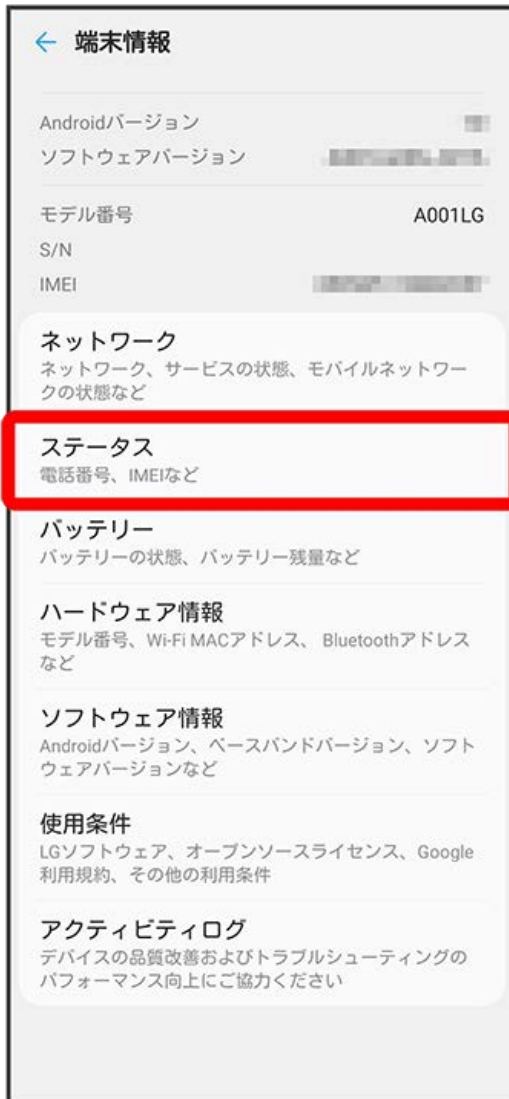 端末情報
Androidバージョン
ソフトウェアバージョン
モデル番号 A001LG
S/N
IMEI
ネットワーク
ネットワーク、サービスの状態、モバイルネットワー
クの状態など
ステータス
電話番号、IMEIなど
バッテリー
バッテリーの状態、バッテリー残量など
ハードウェア情報
モデル番号、Wi-Fi MACアドレス、 Bluetoothアドレス
など
ソフトウェア情報
Androidバージョン、ベースバンドバージョン、ソフト
ウェアバージョンなど
使用条件
LGソフトウェア、オープンソースライセンス、Google
利用規約、その他の利用条件
アクティビティログ
デバイスの品質改善およびトラブルシューティングの
パフォーマンス向上にご協力ください